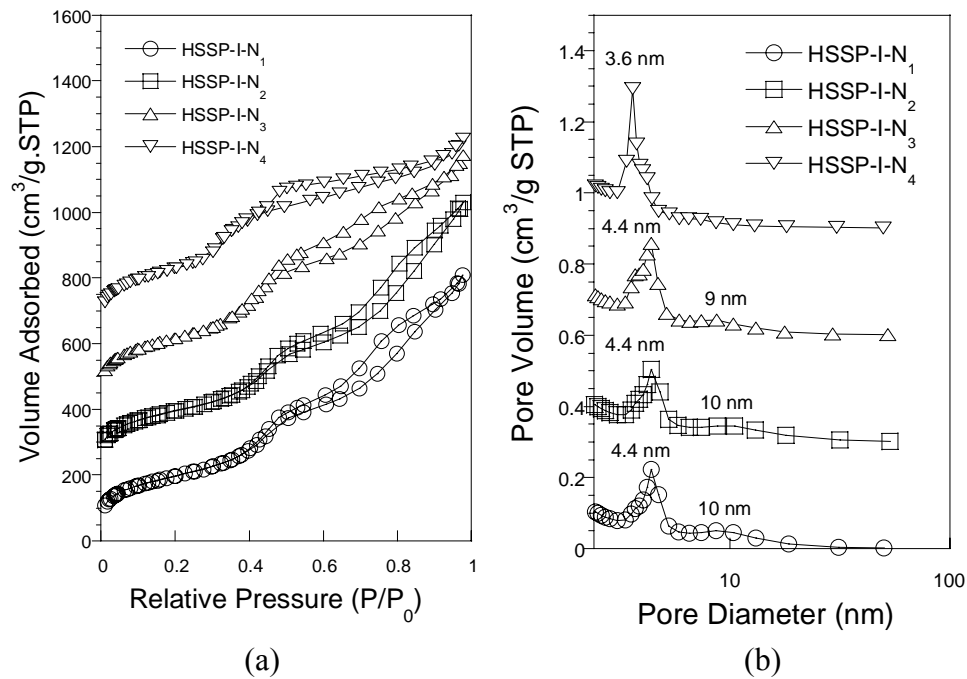 1600
1400
1200
1000
800
600
400
200
0
Volume Adsorbed (cm³/g.STP)
HSSP-I-N₁
HSSP-I-N₂
HSSP-I-N₃
HSSP-I-N₄
0 0.2 0.4 0.6 0.8 1
Relative Pressure (P/P₀)
(a)
1.4
1.2
1
0.8
0.6
0.4
0.2
0
Pore Volume (cm³/g STP)
HSSP-I-N₁
HSSP-I-N₂
HSSP-I-N₃
HSSP-I-N₄
3.6 nm
4.4 nm
9 nm
4.4 nm
10 nm
4.4 nm
10 nm
10 100
Pore Diameter (nm)
(b)